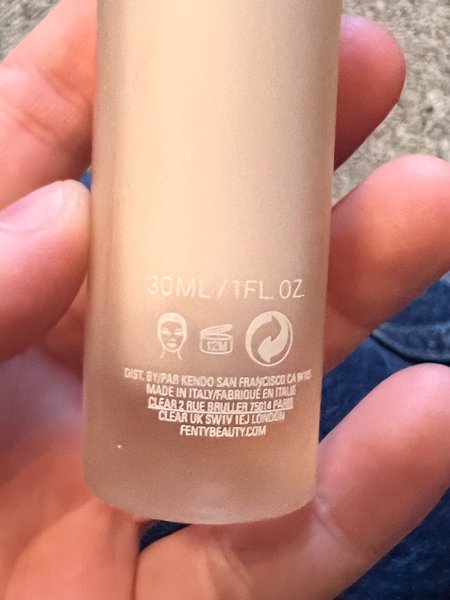 30ML/1FL. OZ.
12M
DIST. BY/PAR KENDO SAN FRANCISCO CA
MADE IN ITALY/FABRIQUÉ EN ITALIE
CLEAR 2 RUE BRULLER 75014 PARIS
CLEAR UK SW1V 1EJ LONDON
FENTYBEAUTY.COM